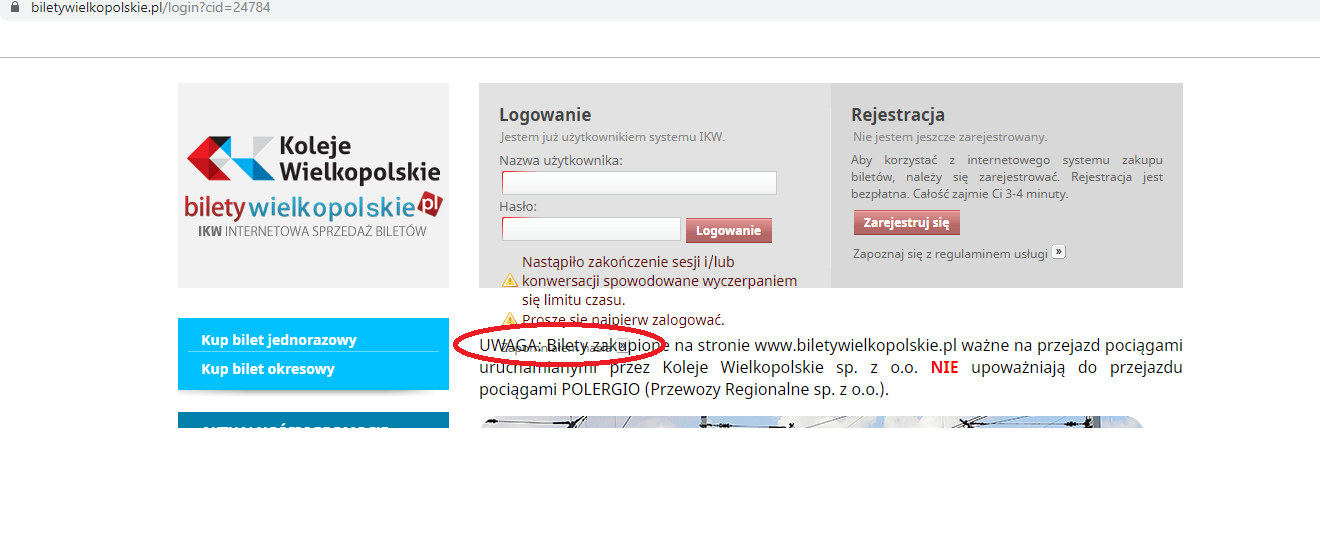 biletywielkopolskie.pl/login?cid=24784
Koleje
Wielkopolskie
biletywielkopolskie.pl
IKW INTERNETOWA SPRZEDAŻ BILETÓW
Kup bilet jednorazowy
Kup bilet okresowy
Logowanie
Jestem już użytkownikiem systemu IKW.
Nazwa użytkownika:
Hasło:
Logowanie
Nastąpiło zakończenie sesji i/lub
konwersacji spowodowane wyczerpaniem
się limitu czasu.
Proszę się najpierw zalogować.
Rejestracja
Nie jestem jeszcze zarejestrowany.
Aby korzystać z internetowego systemu zakupu
biletów, należy się zarejestrować. Rejestracja jest
bezpłatna. Całość zajmie Ci 3-4 minuty.
Zarejestruj się
Zapoznaj się z regulaminem usługi »
UWAGA: Bilety zakupione na stronie www.biletywielkopolskie.pl ważne na przejazd pociągami
uruchamianymi przez Koleje Wielkopolskie sp. z o.o. NIE upoważniają do przejazdu
pociągami POLERGIO (Przewozy Regionalne sp. z o.o.).